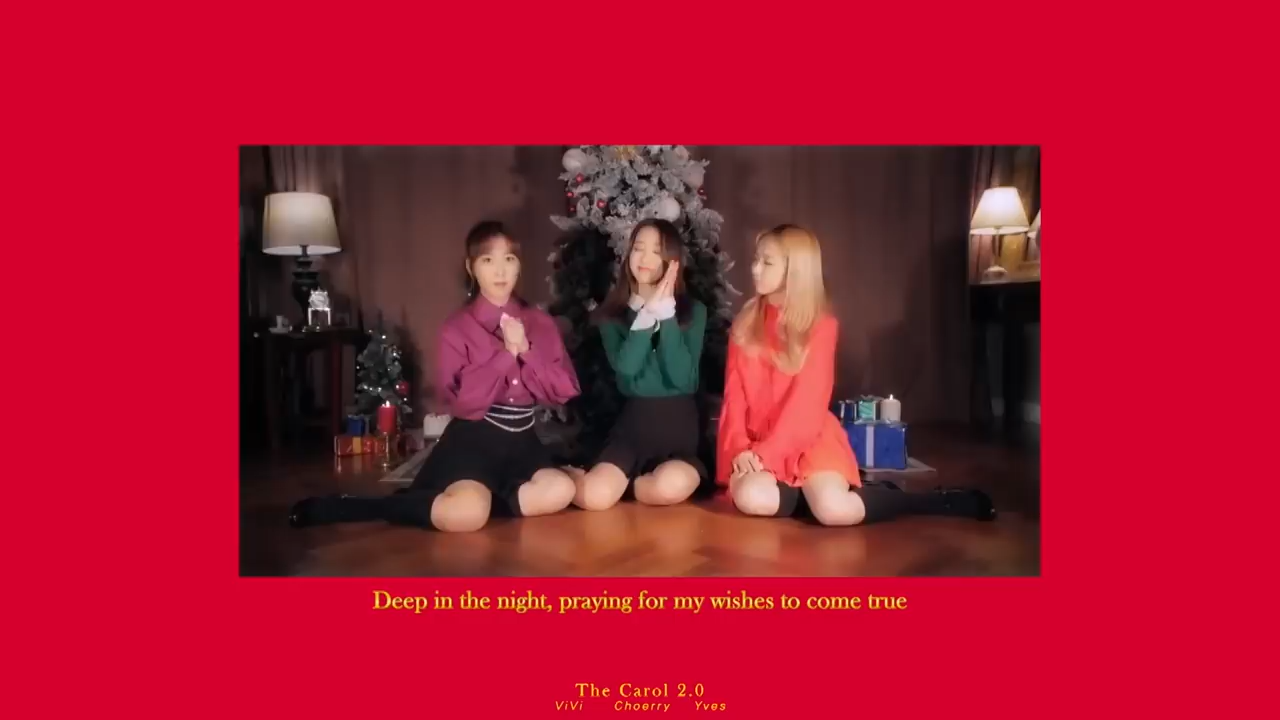 Deep in the night, praying for my wishes to come true
The Carol 2.0
ViVi Choerry Yves